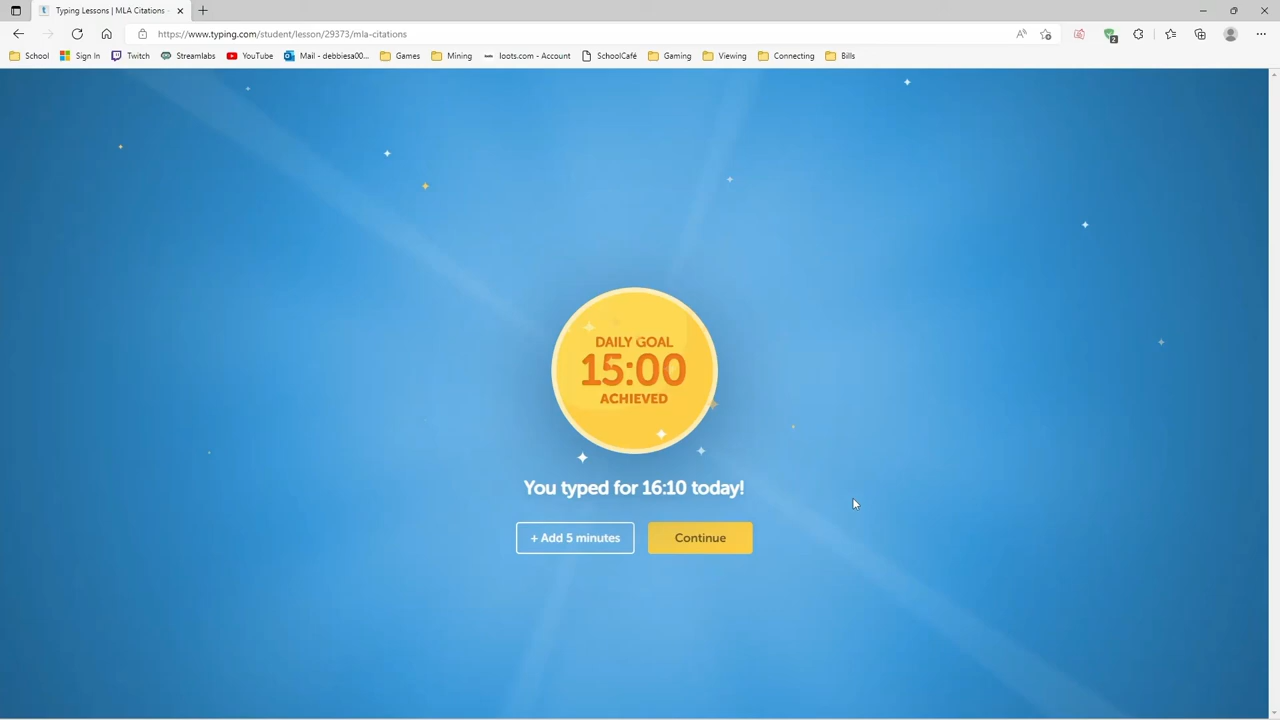 Typing Lessons | MLA Citations -
https://www.typing.com/student/lesson/29373/mla-citations
2
School Sign In Twitch Streamlabs YouTube Mail - debbiesa00... Games Mining loots.com - Account SchoolCafé Gaming Viewing Connecting Bills
DAILY GOAL
15:00
ACHIEVED
You typed for 16:10 today!
+ Add 5 minutes Continue